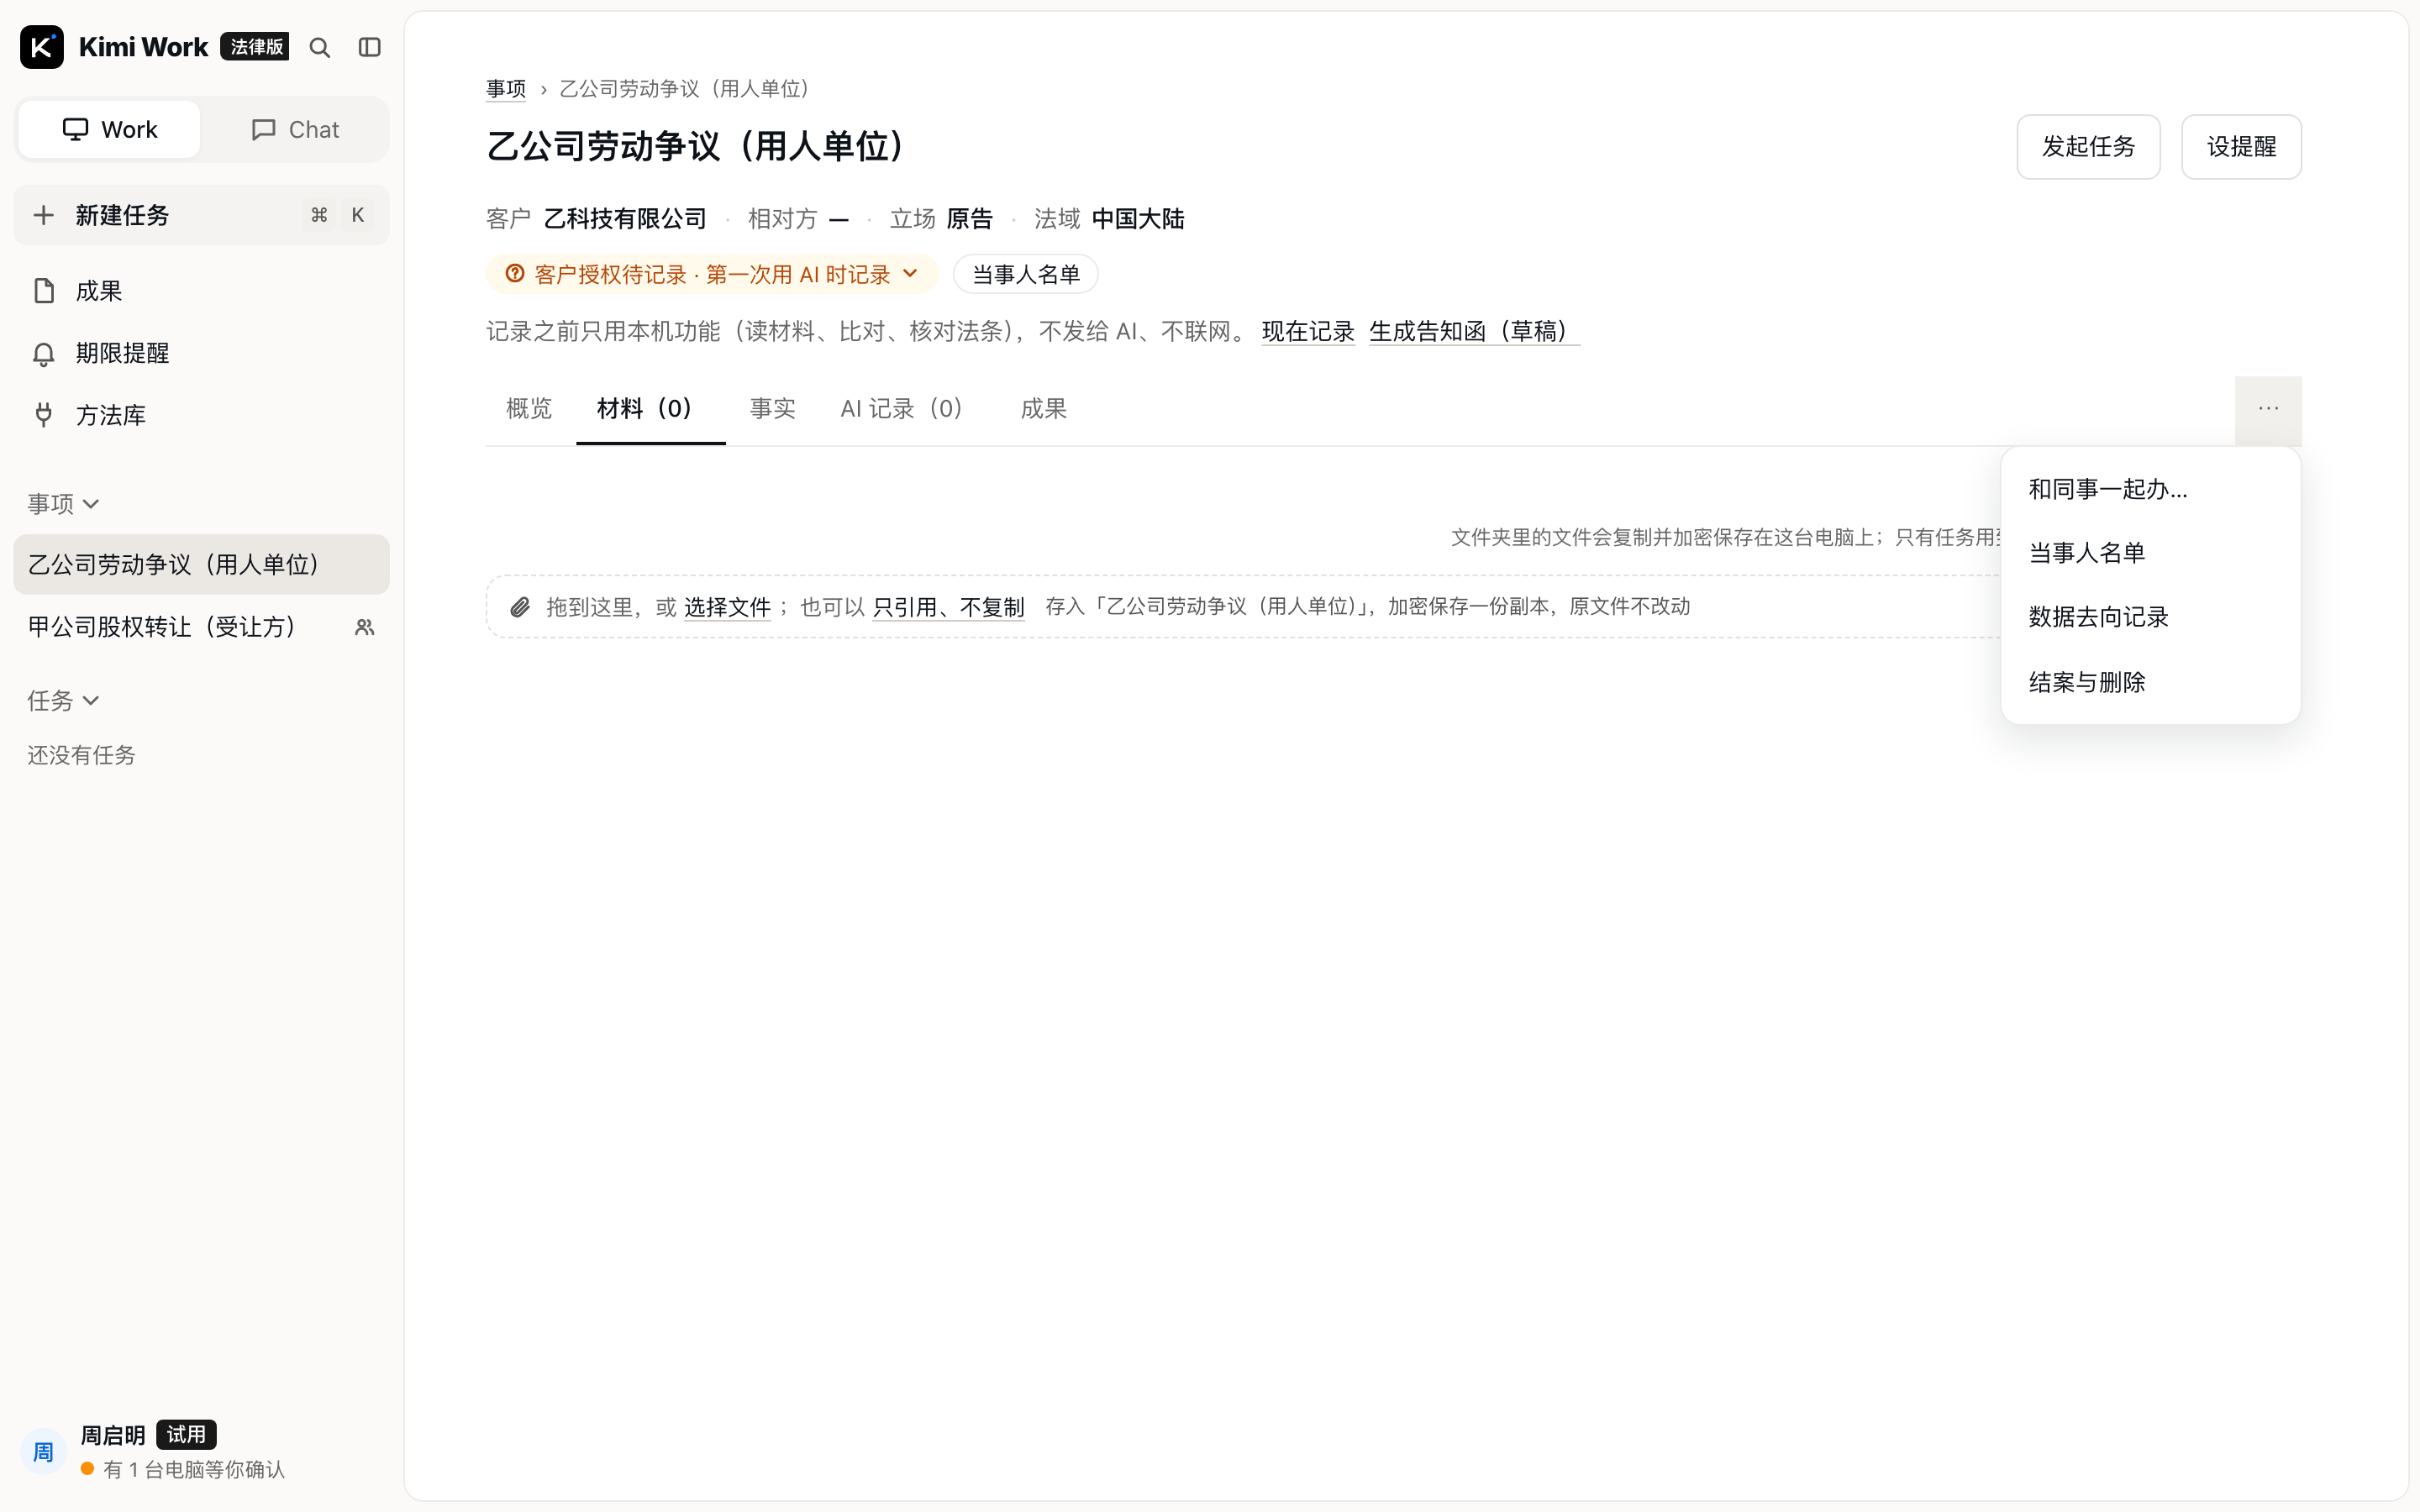 Kimi Work 法律版
Work Chat
新建任务 ⌘ K
成果
期限提醒
方法库
事项
乙公司劳动争议（用人单位）
甲公司股权转让（受让方）
任务
还没有任务
周 周启明 试用
有 1 台电脑等你确认
事项 › 乙公司劳动争议（用人单位）
乙公司劳动争议（用人单位）
发起任务 设提醒
客户 乙科技有限公司 · 相对方 — · 立场 原告 · 法域 中国大陆
客户授权待记录 · 第一次用 AI 时记录 当事人名单
记录之前只用本机功能（读材料、比对、核对法条），不发给 AI、不联网。 现在记录 生成告知函（草稿）
概览 材料（0） 事实 AI 记录（0） 成果 ···
和同事一起办...
当事人名单
数据去向记录
结案与删除
文件夹里的文件会复制并加密保存在这台电脑上；只有任务用
拖到这里，或 选择文件 ；也可以 只引用、不复制 存入「乙公司劳动争议（用人单位）」，加密保存一份副本，原文件不改动